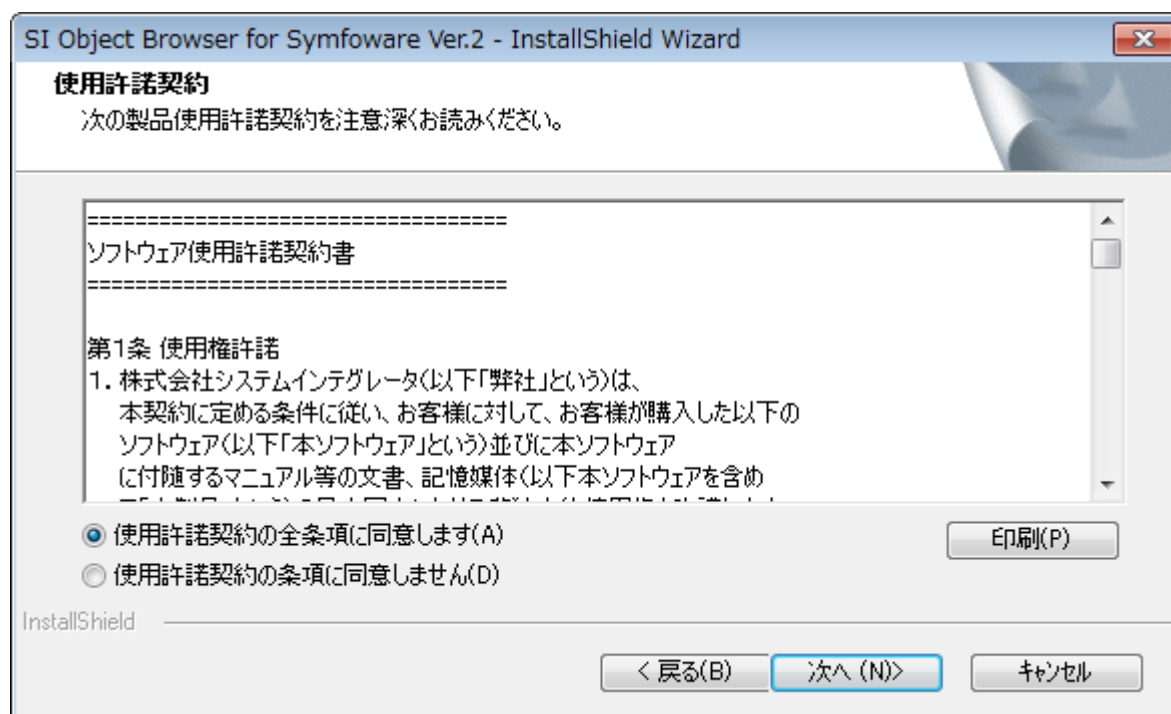 SI Object Browser for Symfoware Ver.2 - InstallShield Wizard
使用許諾契約
次の製品使用許諾契約を注意深くお読みください。
===================================
ソフトウェア使用許諾契約書
===================================
第1条 使用権許諾
1. 株式会社システムインテグレータ(以下「弊社」という)は、
本契約に定める条件に従い、お客様に対して、お客様が購入した以下の
ソフトウェア(以下「本ソフトウェア」という)並びに本ソフトウェア
に付随するマニュアル等の文書、記憶媒体(以下本ソフトウェアを含め
使用許諾契約の全条項に同意します(A)
印刷(P)
使用許諾契約の条項に同意しません(D)
InstallShield
< 戻る(B)
次へ (N)>
キャンセル